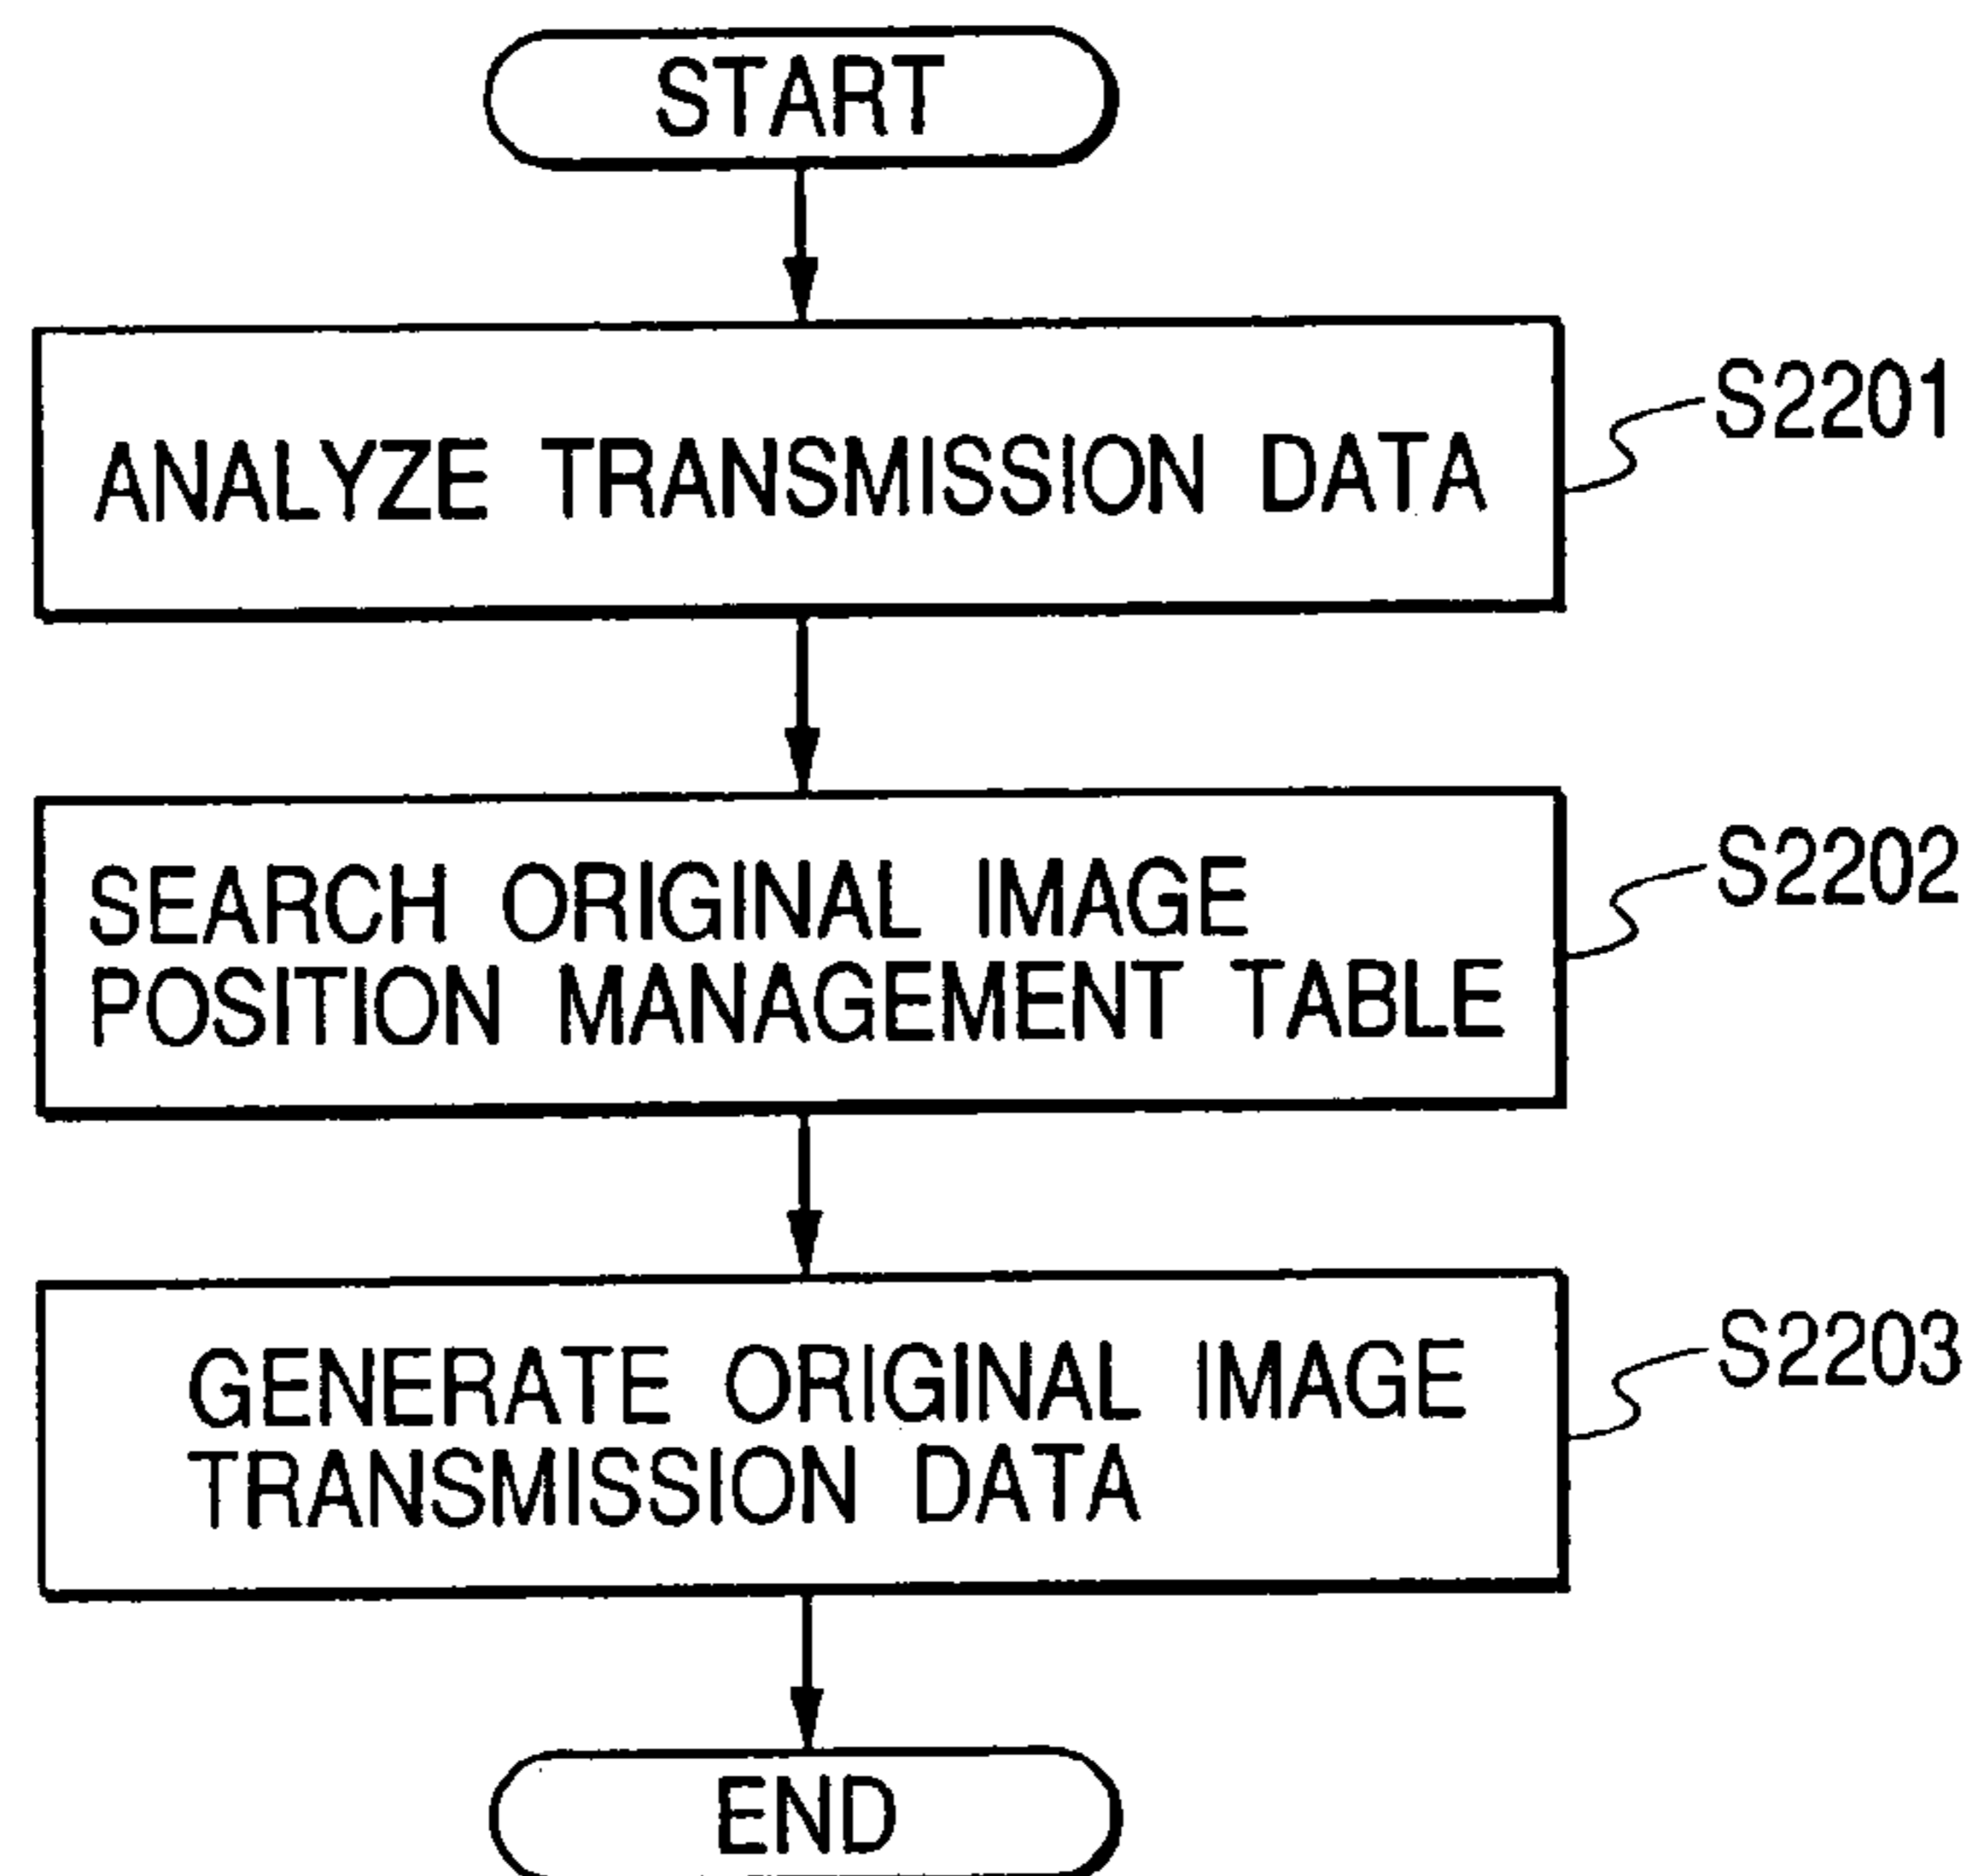 START
ANALYZE TRANSMISSION DATA
S2201
SEARCH ORIGINAL IMAGE
POSITION MANAGEMENT TABLE
S2202
GENERATE ORIGINAL IMAGE
TRANSMISSION DATA
S2203
END